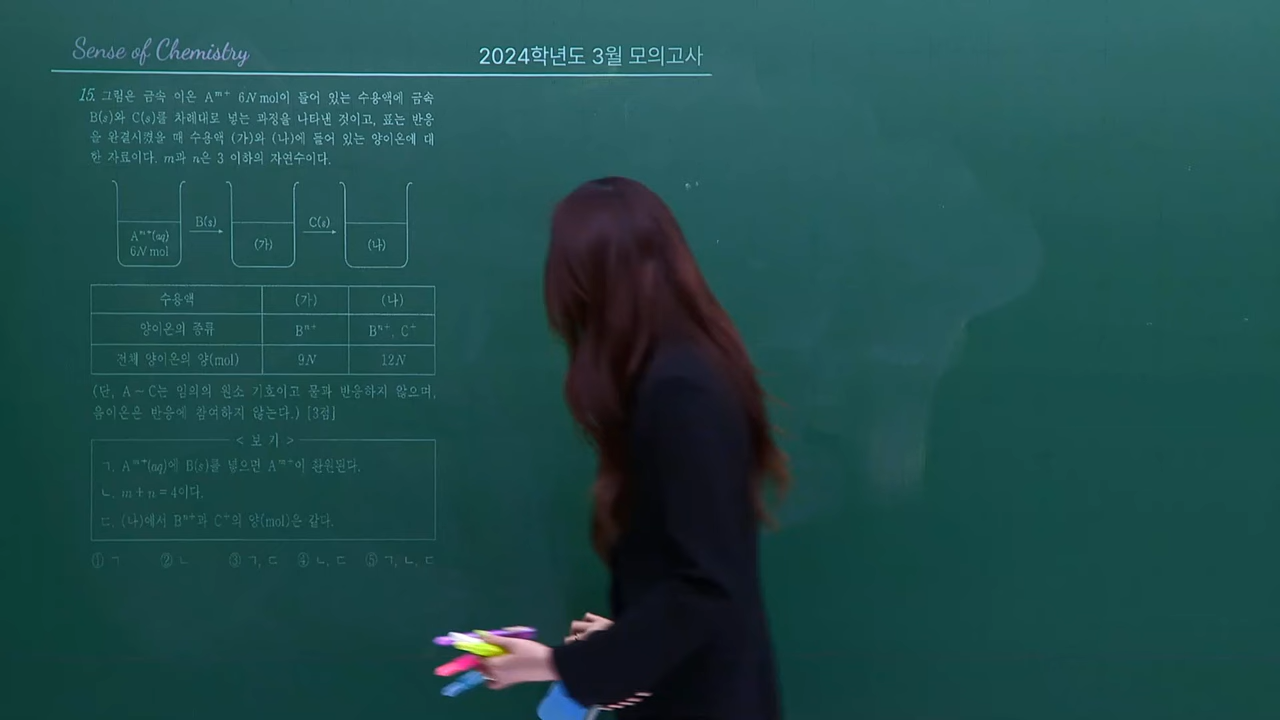 Sense of Chemistry
2024학년도 3월 모의고사
15. 그림은 금속 이온 Aᵐ⁺ 6N mol이 들어 있는 수용액에 금속
B(s)와 C(s)를 차례대로 넣는 과정을 나타낸 것이고, 표는 반응
을 완결시켰을 때 수용액 (가)와 (나)에 들어 있는 양이온에 대
한 자료이다. m과 n은 3 이하의 자연수이다.
Aᵐ⁺(aq)
6N mol
B(s)
(가)
C(s)
(나)
수용액 (가) (나)
양이온의 종류 Bⁿ⁺ Bⁿ⁺, C⁺
전체 양이온의 양(mol) 9N 12N
(단, A~C는 임의의 원소 기호이고 물과 반응하지 않으며,
음이온은 반응에 참여하지 않는다.) [3점]
< 보 기 >
ㄱ. Aᵐ⁺(aq)에 B(s)를 넣으면 Aᵐ⁺이 환원된다.
ㄴ. m+n=4이다.
ㄷ. (나)에서 Bⁿ⁺과 C⁺의 양(mol)은 같다.
① ㄱ ② ㄴ ③ ㄱ, ㄷ ④ ㄴ, ㄷ ⑤ ㄱ, ㄴ, ㄷ